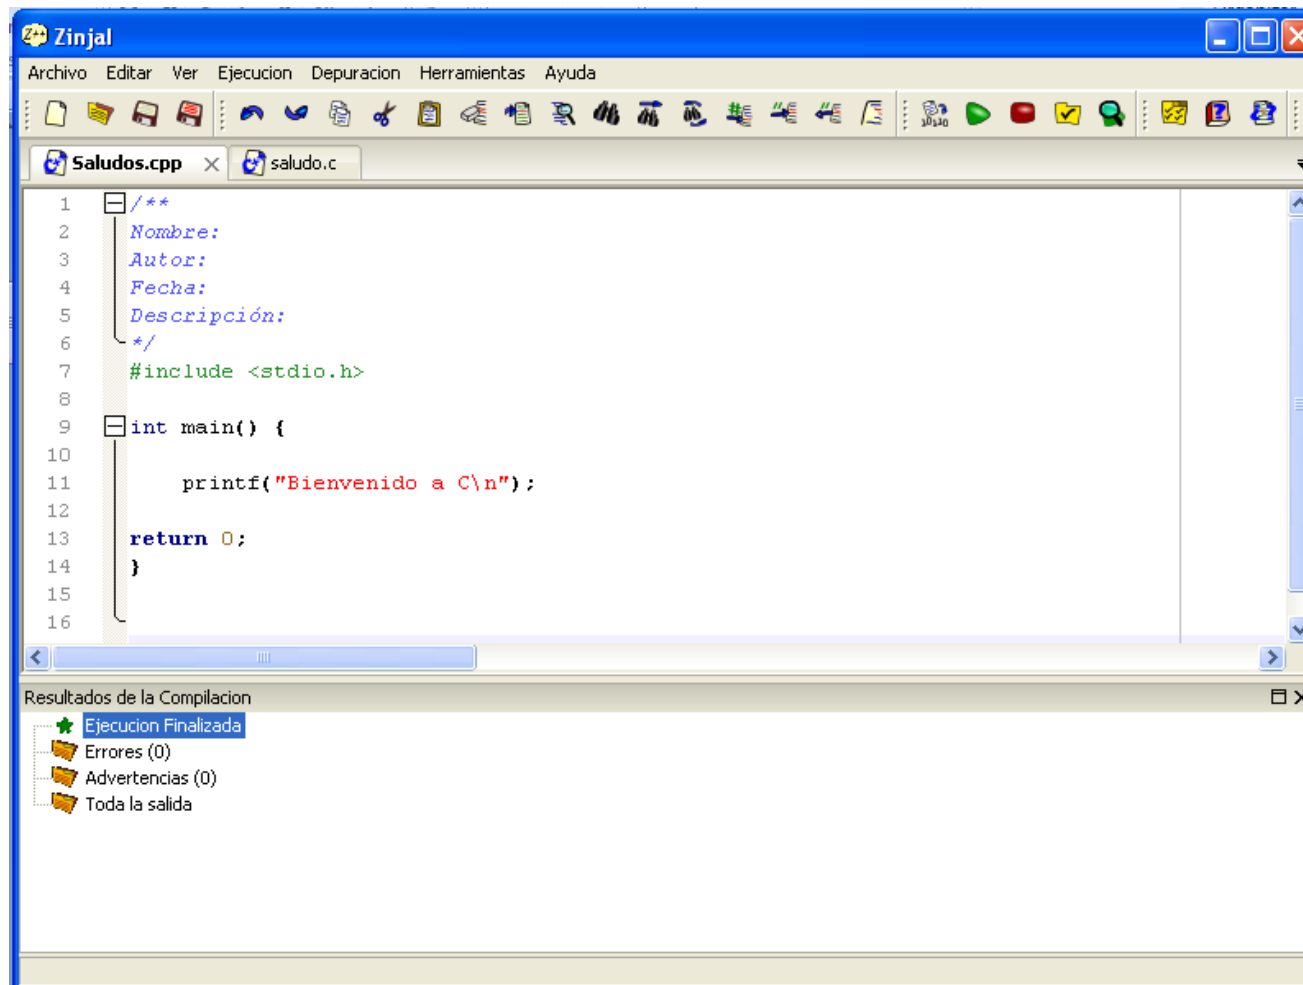 Zinjal
Archivo Editar Ver Ejecucion Depuracion Herramientas Ayuda
Saludos.cpp saludo.c
1 /**
2 Nombre:
3 Autor:
4 Fecha:
5 Descripción:
6 */
7 #include <stdio.h>
8
9 int main() {
10
11 printf("Bienvenido a C\n");
12
13 return 0;
14 }
15
16
Resultados de la Compilacion
Ejecucion Finalizada
Errores (0)
Advertencias (0)
Toda la salida